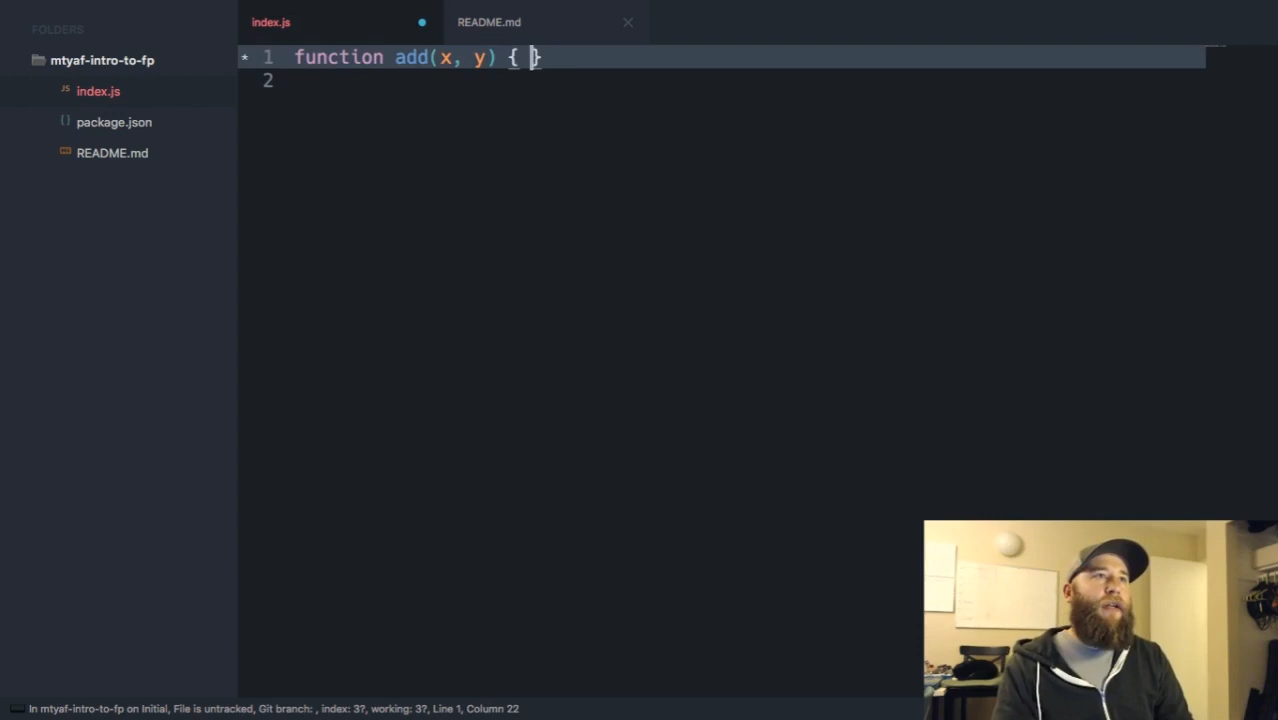 FOLDERS
mtyaf-intro-to-fp
JS index.js
{} package.json
README.md
index.js
README.md
* 1 function add(x, y) { }
2
In mtyaf-intro-to-fp on Initial, File is untracked, Git branch: , index: 3?, working: 3?, Line 1, Column 22